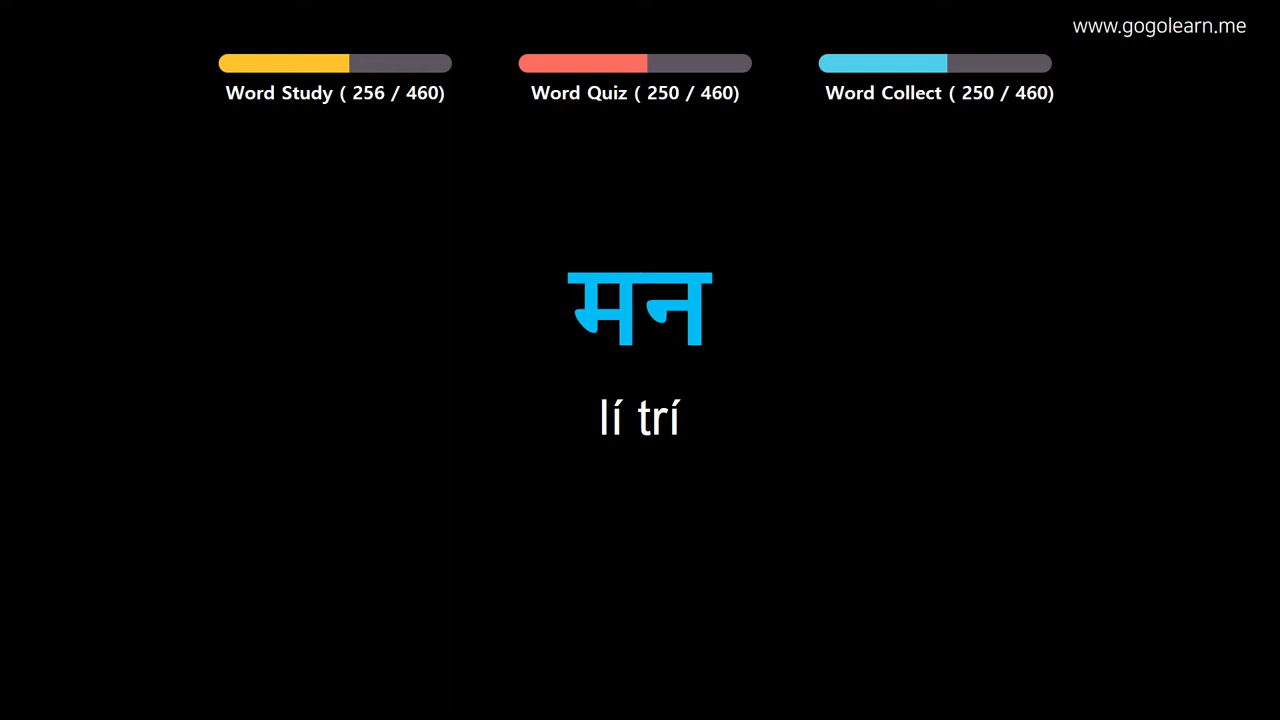 www.gogolearn.me
Word Study ( 256 / 460)
Word Quiz ( 250 / 460)
Word Collect ( 250 / 460)
मन
lí trí